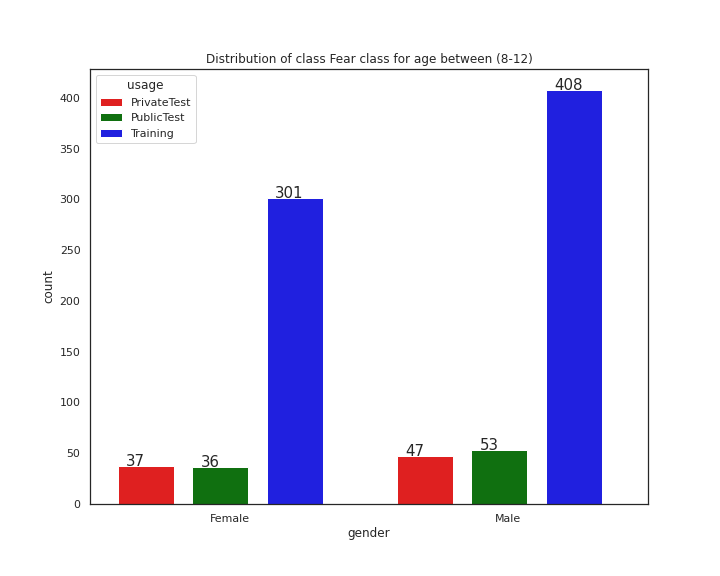 Distribution of class Fear class for age between (8-12)
usage
PrivateTest
PublicTest
Training
count
400
350
300
250
200
150
100
50
0
37
36
301
47
53
408
Female
Male
gender